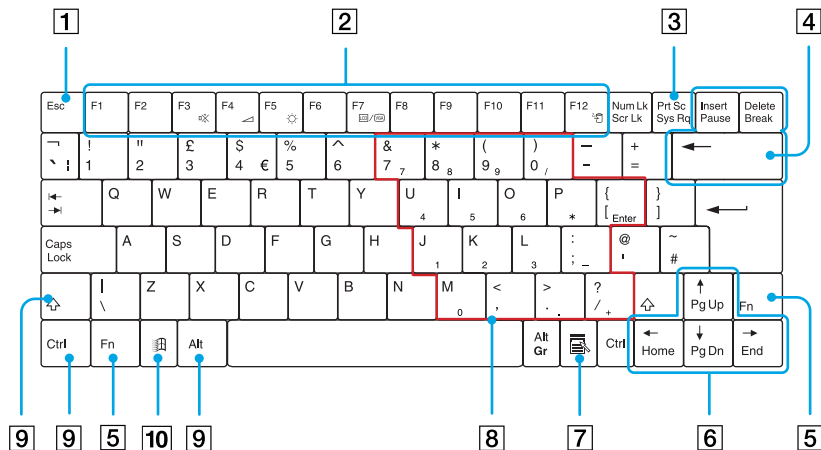 1 2 3 4
Esc F1 F2 F3 F4 F5 F6 F7 F8 F9 F10 F11 F12 Num Lk Prt Sc Insert Delete
Scr Lk Sys Rq Pause Break
¬ ! " £ $ % ^ & * ( ) — +
` ¦ 1 2 3 4 € 5 6 7 7 8 8 9 9 0 / - =
Q W E R T Y U I O P { }
4 5 6 * [ Enter ]
Caps A S D F G H J K L : @ ~
Lock 1 2 3 ; _ ' #
| Z X C V B N M < > ? Pg Up Fn
\ 0 , . . / +
Ctrl Fn Alt Alt Ctrl Home Pg Dn End
Gr
9 9 5 10 9 8 7 6 5